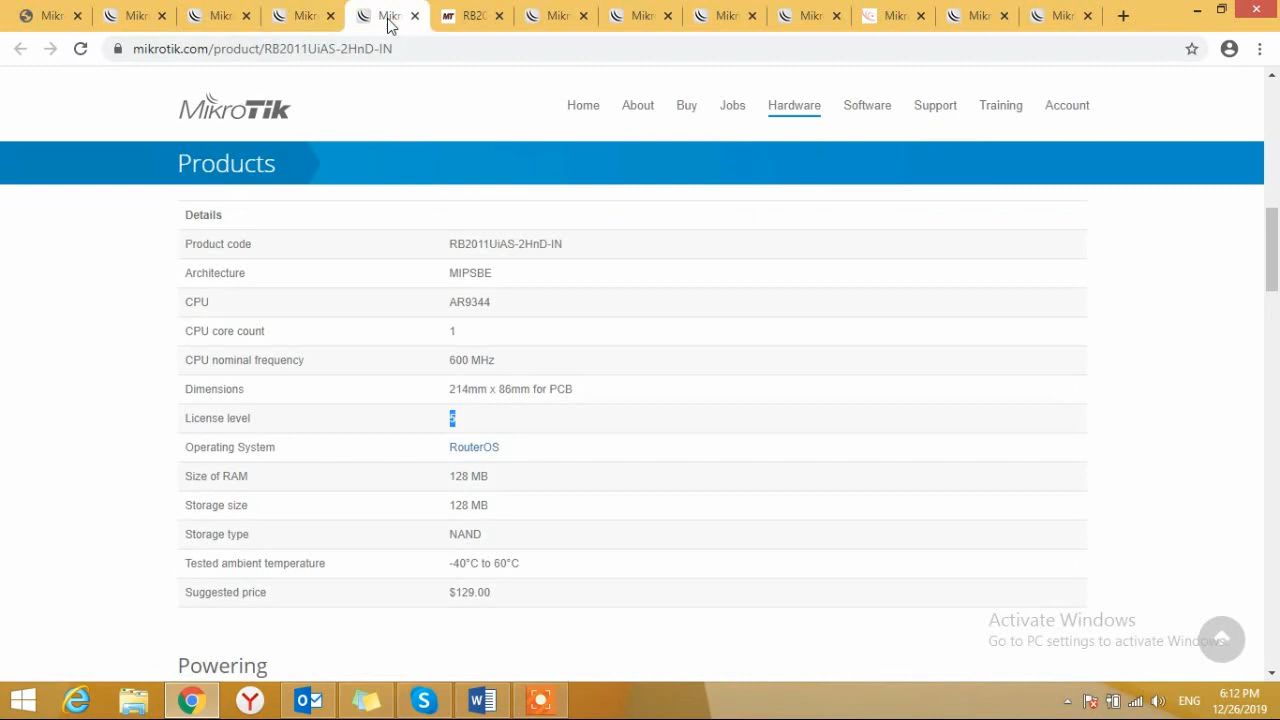 Mikr
Mikr
Mikr
Mikr
Mikr
RB20
Mikr
Mikr
Mikr
Mikr
Mikr
Mikr
Mikr
mikrotik.com/product/RB2011UiAS-2HnD-IN
MikroTik
Home About Buy Jobs Hardware Software Support Training Account
Products
Details
Product code RB2011UiAS-2HnD-IN
Architecture MIPSBE
CPU AR9344
CPU core count 1
CPU nominal frequency 600 MHz
Dimensions 214mm x 86mm for PCB
License level 5
Operating System RouterOS
Size of RAM 128 MB
Storage size 128 MB
Storage type NAND
Tested ambient temperature -40°C to 60°C
Suggested price $129.00
Activate Windows
Go to PC settings to activate Windows.
Powering
ENG
6:12 PM
12/26/2019